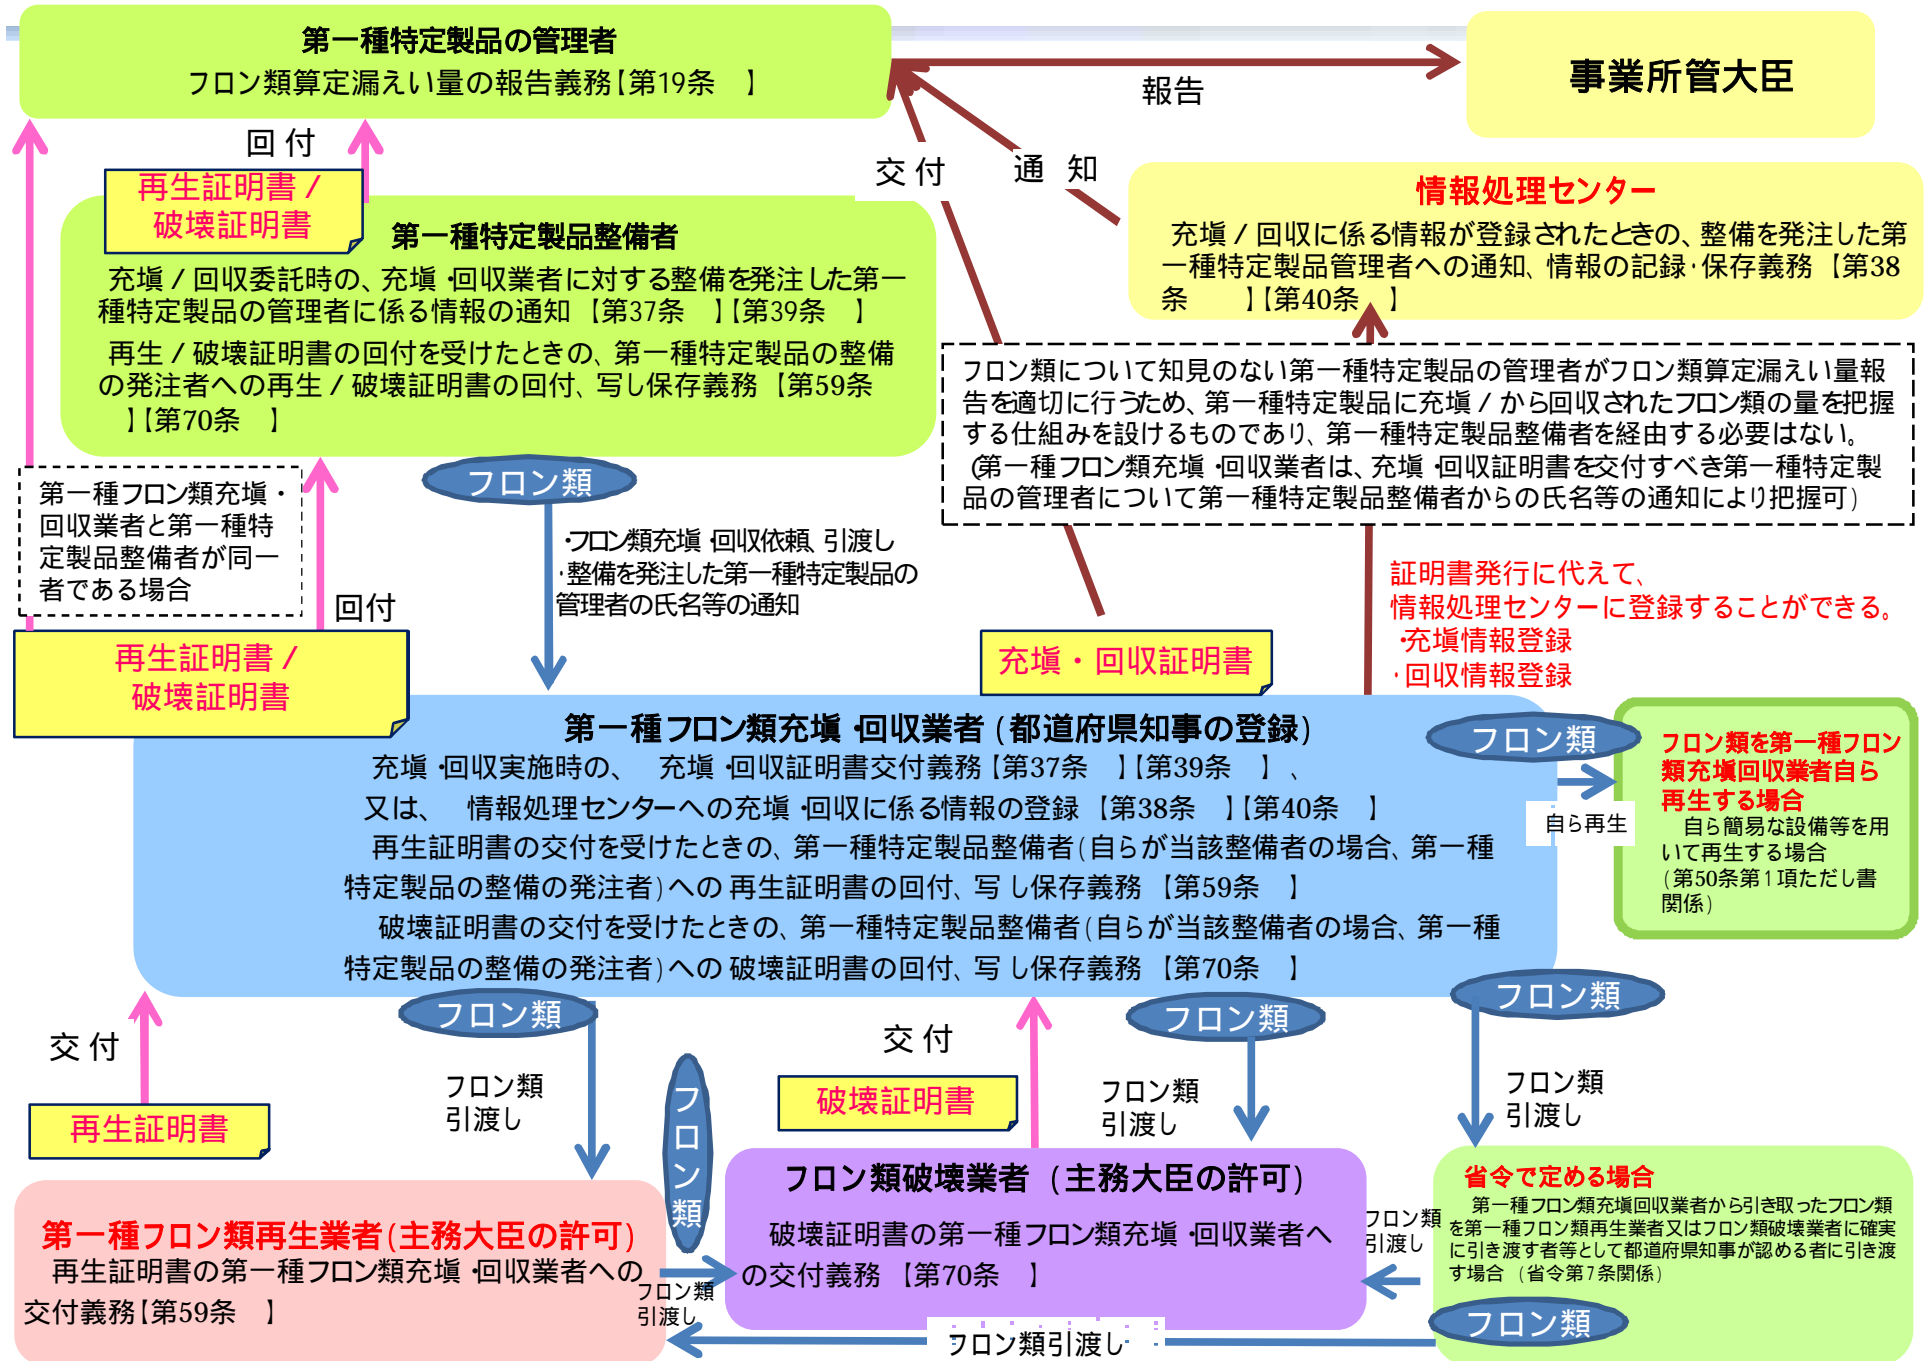 第一種特定製品の管理者
フロン類算定漏えい量の報告義務【第19条　】
事業所管大臣
報告
回 付
再生証明書 /
破壊証明書
交 付
通 知
情報処理センター
充塡 / 回収に係る情報が登録されたときの、整備を発注した第
一種特定製品管理者への通知、情報の記録・保存義務 【第38
条　　】【第40条　】
第一種特定製品整備者
充塡 / 回収委託時の、充塡・回収業者に対する整備を発注した第一
種特定製品の管理者に係る情報の通知 【第37条　】【第39条　】
再生 / 破壊証明書の回付を受けたときの、第一種特定製品の整備
の発注者への再生 / 破壊証明書の回付、写し保存義務 【第59条
　】【第70条　】
フロン類について知見のない第一種特定製品の管理者がフロン類算定漏えい量報
告を適切に行うため、第一種特定製品に充塡 / から回収されたフロン類の量を把握
する仕組みを設けるものであり、第一種特定製品整備者を経由する必要はない。
(第一種フロン類充塡・回収業者は、充塡・回収証明書を交付すべき第一種特定製
品の管理者について第一種特定製品整備者からの氏名等の通知により把握可)
第一種フロン類充塡・
回収業者と第一種特
定製品整備者が同一
者である場合
回付
フロン類
・フロン類充塡・回収依頼、引渡し
・整備を発注した第一種特定製品の
管理者の氏名等の通知
証明書発行に代えて、
情報処理センターに登録することができる。
・充塡情報登録
・回収情報登録
再生証明書 /
破壊証明書
充塡・回収証明書
第一種フロン類充塡・回収業者 (都道府県知事の登録)
充塡・回収実施時の、　充塡・回収証明書交付義務【第37条　】【第39条　】 、
又は、　情報処理センターへの充塡・回収に係る情報の登録 【第38条　】【第40条　】
再生証明書の交付を受けたときの、第一種特定製品整備者(自らが当該整備者の場合、第一種
特定製品の整備の発注者)への再生証明書の回付、写し保存義務 【第59条　】
破壊証明書の交付を受けたときの、第一種特定製品整備者(自らが当該整備者の場合、第一種
特定製品の整備の発注者)への破壊証明書の回付、写し保存義務 【第70条　】
フロン類
自ら再生
フロン類を第一種フロン
類充塡回収業者自ら
再生する場合
自ら簡易な設備等を用
いて再生する場合
(第50条第1項ただし書
関係)
フロン類
フロン類
フロン類
交 付
再生証明書
フロン類
引渡し
フロン類
交 付
破壊証明書
フロン類
引渡し
フロン類
引渡し
第一種フロン類再生業者(主務大臣の許可)
再生証明書の第一種フロン類充塡・回収業者への
交付義務【第59条　】
フロン類
引渡し
フロン類破壊業者 (主務大臣の許可)
破壊証明書の第一種フロン類充塡・回収業者へ
の交付義務 【第70条　】
フロン類
引渡し
省令で定める場合
第一種フロン類充塡回収業者から引き取ったフロン類
を第一種フロン類再生業者又はフロン類破壊業者に確実
に引き渡す者等として都道府県知事が認める者に引き渡
す場合 (省令第7条関係)
フロン類
フロン類引渡し